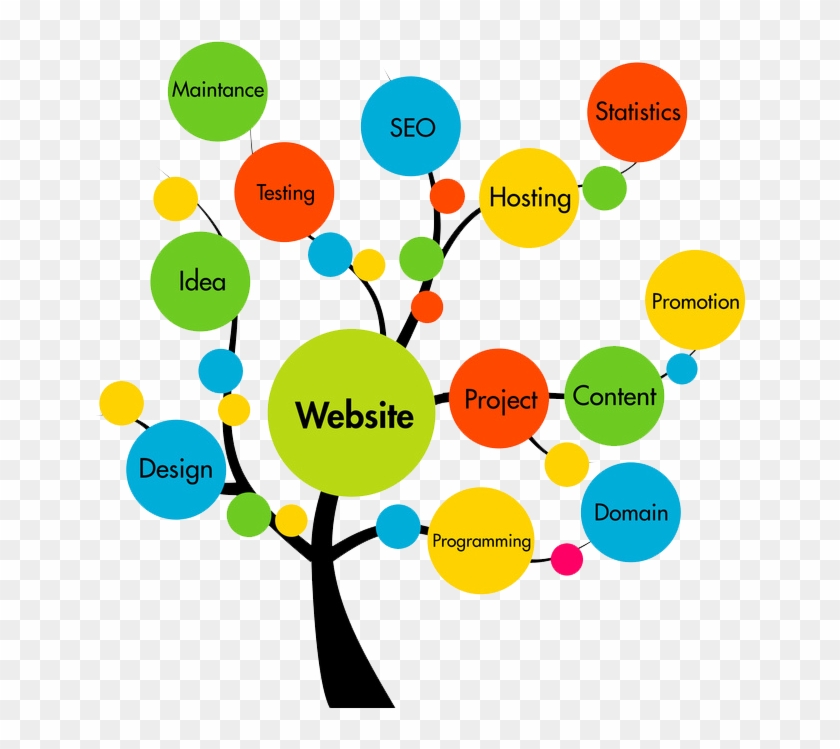 Maintance
SEO
Statistics
Testing
Hosting
Idea
Promotion
Website
Project
Content
Design
Domain
Programming